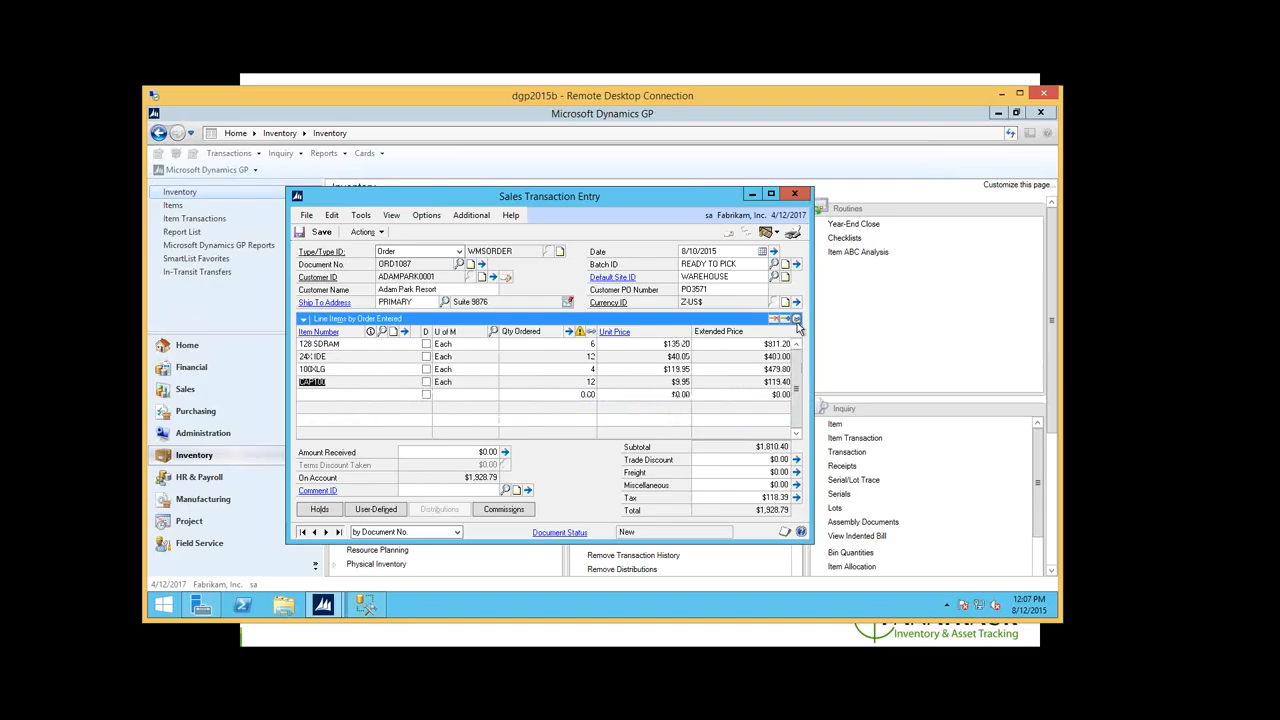 dgp2015b - Remote Desktop Connection
Microsoft Dynamics GP
Home Inventory Inventory
Transactions Inquiry Reports Cards
Microsoft Dynamics GP
Customize this page...
Inventory
Items
Item Transactions
Report List
Microsoft Dynamics GP Reports
SmartList Favorites
In-Transit Transfers
Home
Financial
Sales
Purchasing
Administration
Inventory
HR & Payroll
Manufacturing
Project
Field Service
Sales Transaction Entry
File Edit Tools View Options Additional Help sa Fabrikam, Inc. 4/12/2017
Save Actions
Type/Type ID: Order WMSORDER Date 8/10/2015
Document No. ORD1087 Batch ID READY TO PICK
Customer ID ADAMPARK0001 Default Site ID WAREHOUSE
Customer Name Adam Park Resort Customer PO Number PO3571
Ship To Address PRIMARY Suite 9876 Currency ID Z-US$
Line Items by Order Entered
Item Number D U of M Qty Ordered Unit Price Extended Price
128 SDRAM Each 6 $135.20 $811.20
24X IDE Each 12 $40.05 $400.00
100XLG Each 4 $119.95 $479.80
CAP100 Each 12 $9.95 $119.40
0.00 $0.00 $0.00
Amount Received $0.00
Terms Discount Taken $0.00
On Account $1,928.79
Comment ID
Subtotal $1,810.40
Trade Discount $0.00
Freight $0.00
Miscellaneous $0.00
Tax $118.39
Total $1,928.79
Holds User-Defined Distributions Commissions
by Document No. Document Status New
Resource Planning
Physical Inventory
Remove Transaction History
Remove Distributions
Routines
Year-End Close
Checklists
Item ABC Analysis
Inquiry
Item
Item Transaction
Transaction
Receipts
Serial/Lot Trace
Serials
Lots
Assembly Documents
View Indented Bill
Bin Quantities
Item Allocation
4/12/2017 Fabrikam, Inc. sa
12:07 PM
8/12/2015
Inventory & Asset Tracking